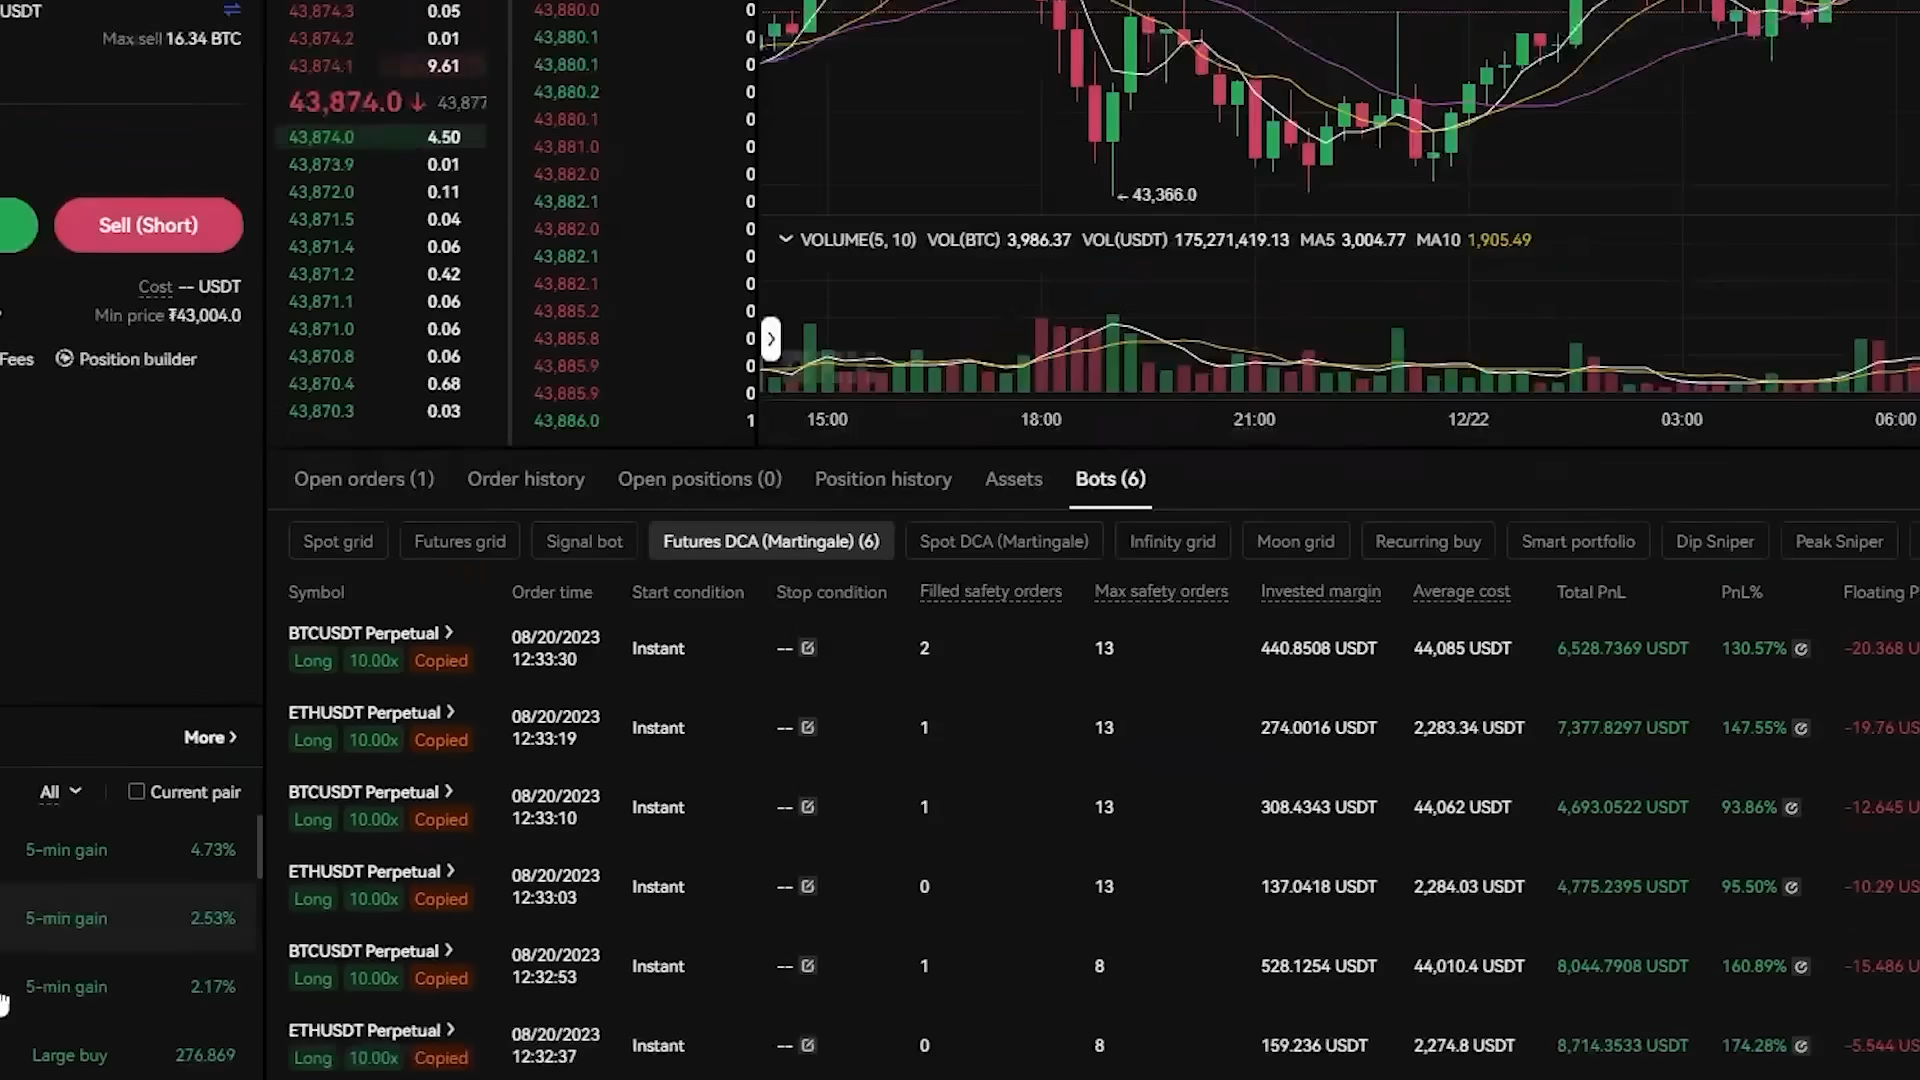 USDT
Max sell 16.34 BTC
Sell (Short)
Cost -- USDT
Min price ₮43,004.0
Fees
Position builder
More >
All
Current pair
5-min gain 4.73%
5-min gain 2.53%
5-min gain 2.17%
Large buy 276.869
43,874.3 0.05
43,874.2 0.01
43,874.1 9.61
43,874.0 ↓ 43,877
43,874.0 4.50
43,873.9 0.01
43,872.0 0.11
43,871.5 0.04
43,871.4 0.06
43,871.2 0.42
43,871.1 0.06
43,871.0 0.06
43,870.8 0.06
43,870.4 0.68
43,870.3 0.03
43,880.0 0
43,880.1 0
43,880.1 0
43,880.2 0
43,880.1 0
43,881.0 0
43,882.0 0
43,882.1 0
43,882.0 0
43,882.1 0
43,882.1 0
43,885.2 0
43,885.8 0
43,885.9 0
43,885.9 0
43,886.0 1
← 43,366.0
VOLUME(5, 10) VOL(BTC) 3,986.37 VOL(USDT) 175,271,419.13 MA5 3,004.77 MA10 1,905.49
15:00 18:00 21:00 12/22 03:00 06:00
Open orders (1) Order history Open positions (0) Position history Assets Bots (6)
Spot grid Futures grid Signal bot Futures DCA (Martingale) (6) Spot DCA (Martingale) Infinity grid Moon grid Recurring buy Smart portfolio Dip Sniper Peak Sniper
Symbol Order time Start condition Stop condition Filled safety orders Max safety orders Invested margin Average cost Total PnL PnL% Floating P
BTCUSDT Perpetual >
Long 10.00x Copied
08/20/2023
12:33:30
Instant -- 2 13 440.8508 USDT 44,085 USDT 6,528.7369 USDT 130.57% -20.368 U
ETHUSDT Perpetual >
Long 10.00x Copied
08/20/2023
12:33:19
Instant -- 1 13 274.0016 USDT 2,283.34 USDT 7,377.8297 USDT 147.55% -19.76 US
BTCUSDT Perpetual >
Long 10.00x Copied
08/20/2023
12:33:10
Instant -- 1 13 308.4343 USDT 44,062 USDT 4,693.0522 USDT 93.86% -12.645 U
ETHUSDT Perpetual >
Long 10.00x Copied
08/20/2023
12:33:03
Instant -- 0 13 137.0418 USDT 2,284.03 USDT 4,775.2395 USDT 95.50% -10.29 US
BTCUSDT Perpetual >
Long 10.00x Copied
08/20/2023
12:32:53
Instant -- 1 8 528.1254 USDT 44,010.4 USDT 8,044.7908 USDT 160.89% -15.486 U
ETHUSDT Perpetual >
Long 10.00x Copied
08/20/2023
12:32:37
Instant -- 0 8 159.236 USDT 2,274.8 USDT 8,714.3533 USDT 174.28% -5.544 US